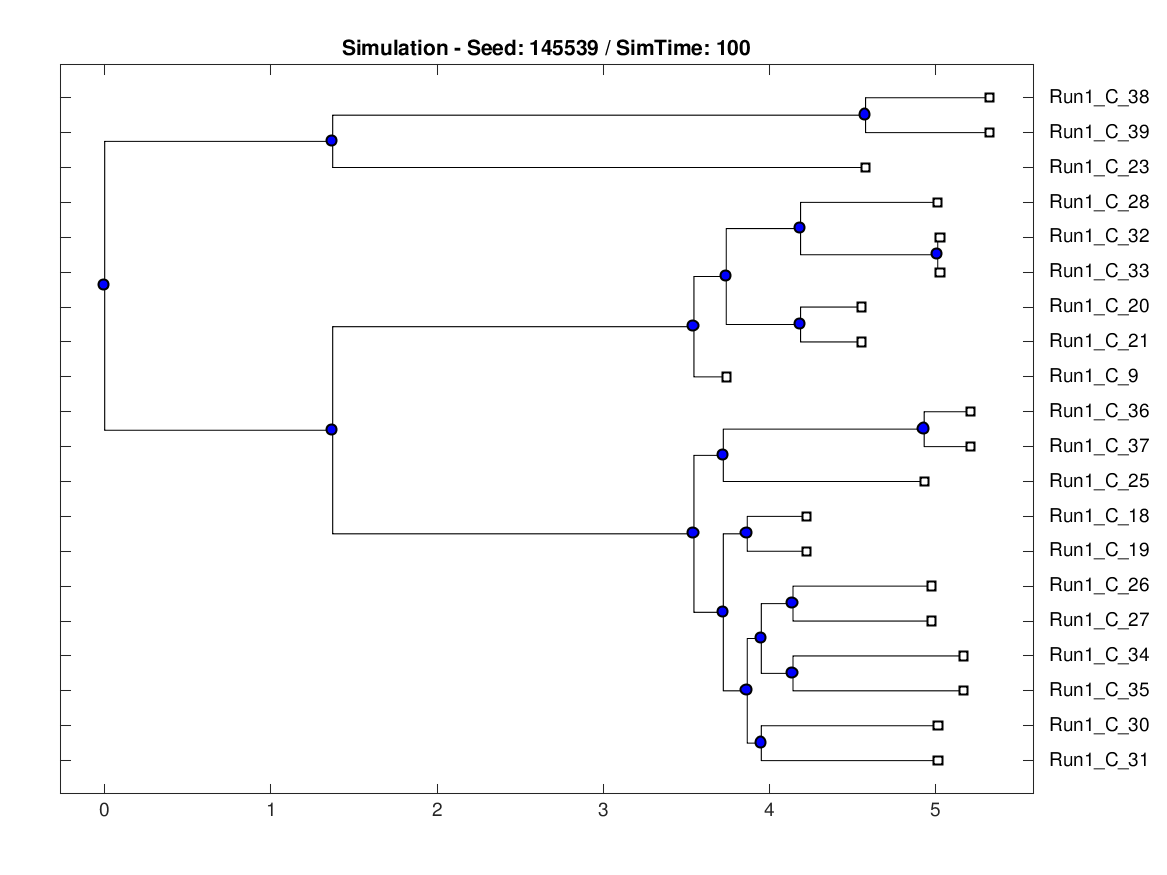 Simulation - Seed: 145539 / SimTime: 100
Run1_C_38
Run1_C_39
Run1_C_23
Run1_C_28
Run1_C_32
Run1_C_33
Run1_C_20
Run1_C_21
Run1_C_9
Run1_C_36
Run1_C_37
Run1_C_25
Run1_C_18
Run1_C_19
Run1_C_26
Run1_C_27
Run1_C_34
Run1_C_35
Run1_C_30
Run1_C_31
0 1 2 3 4 5